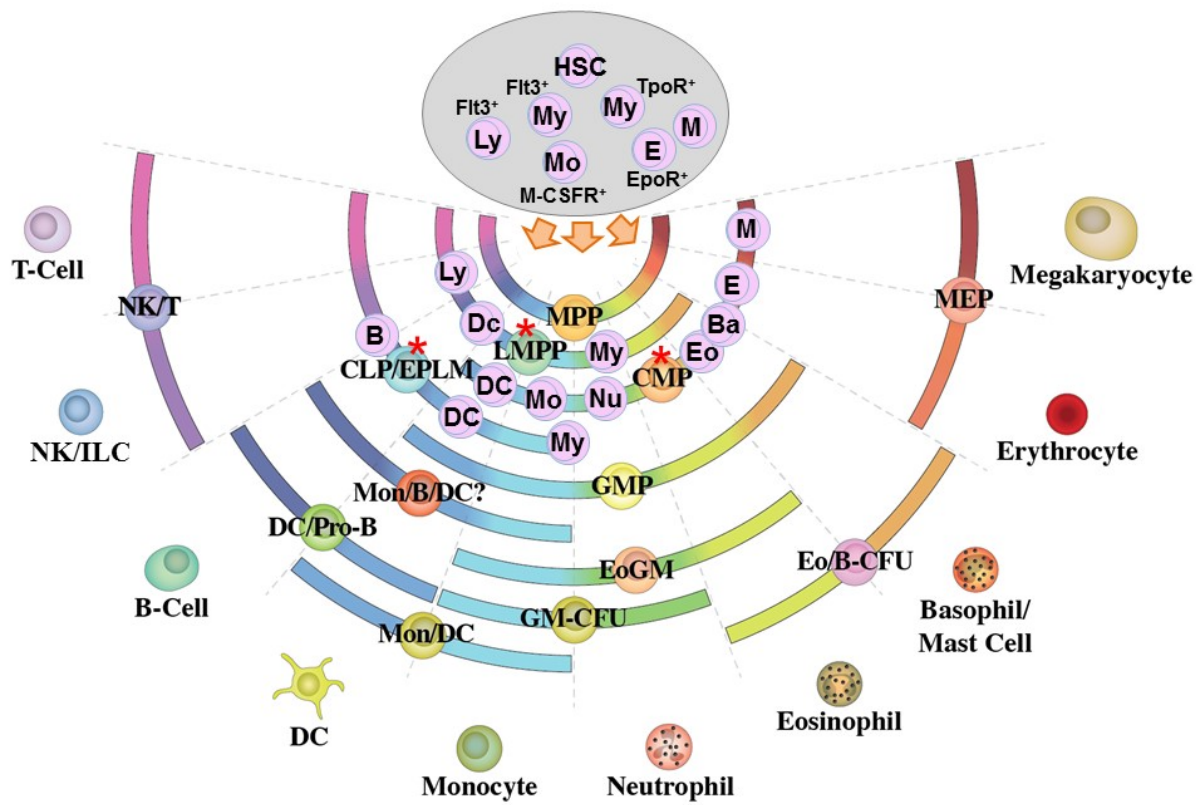 HSC
Flt3⁺
TpoR⁺
Flt3⁺
My
My
M
Ly
Mo
E
M-CSFR⁺
EpoR⁺
M
T-Cell
Ly
E
Megakaryocyte
NK/T
MEP
Dc
*
MPP
Ba
B
*
LMPP
My
*
Eo
CLP/EPLM
DC
Mo
Nu
CMP
DC
My
NK/ILC
Erythrocyte
Mon/B/DC?
GMP
DC/Pro-B
EoGM
Eo/B-CFU
B-Cell
GM-CFU
Basophil/
Mast Cell
Mon/DC
DC
Eosinophil
Monocyte
Neutrophil